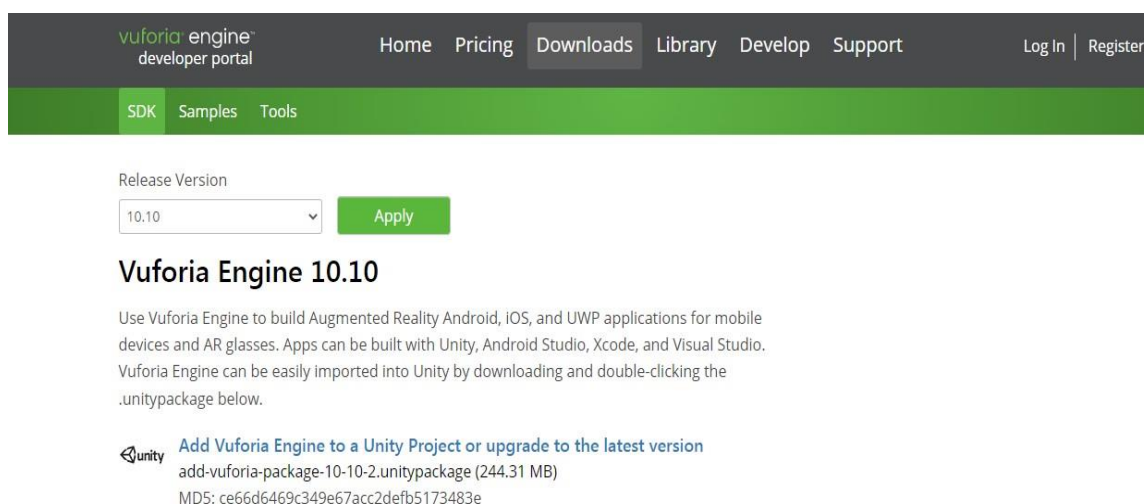 vuforia engine™
developer portal
Home Pricing Downloads Library Develop Support
Log In | Register
SDK Samples Tools
Release Version
10.10
Apply
Vuforia Engine 10.10
Use Vuforia Engine to build Augmented Reality Android, iOS, and UWP applications for mobile
devices and AR glasses. Apps can be built with Unity, Android Studio, Xcode, and Visual Studio.
Vuforia Engine can be easily imported into Unity by downloading and double-clicking the
.unitypackage below.
unity
Add Vuforia Engine to a Unity Project or upgrade to the latest version
add-vuforia-package-10-10-2.unitypackage (244.31 MB)
MD5: ce66d6469c349e67acc2defb5173483e